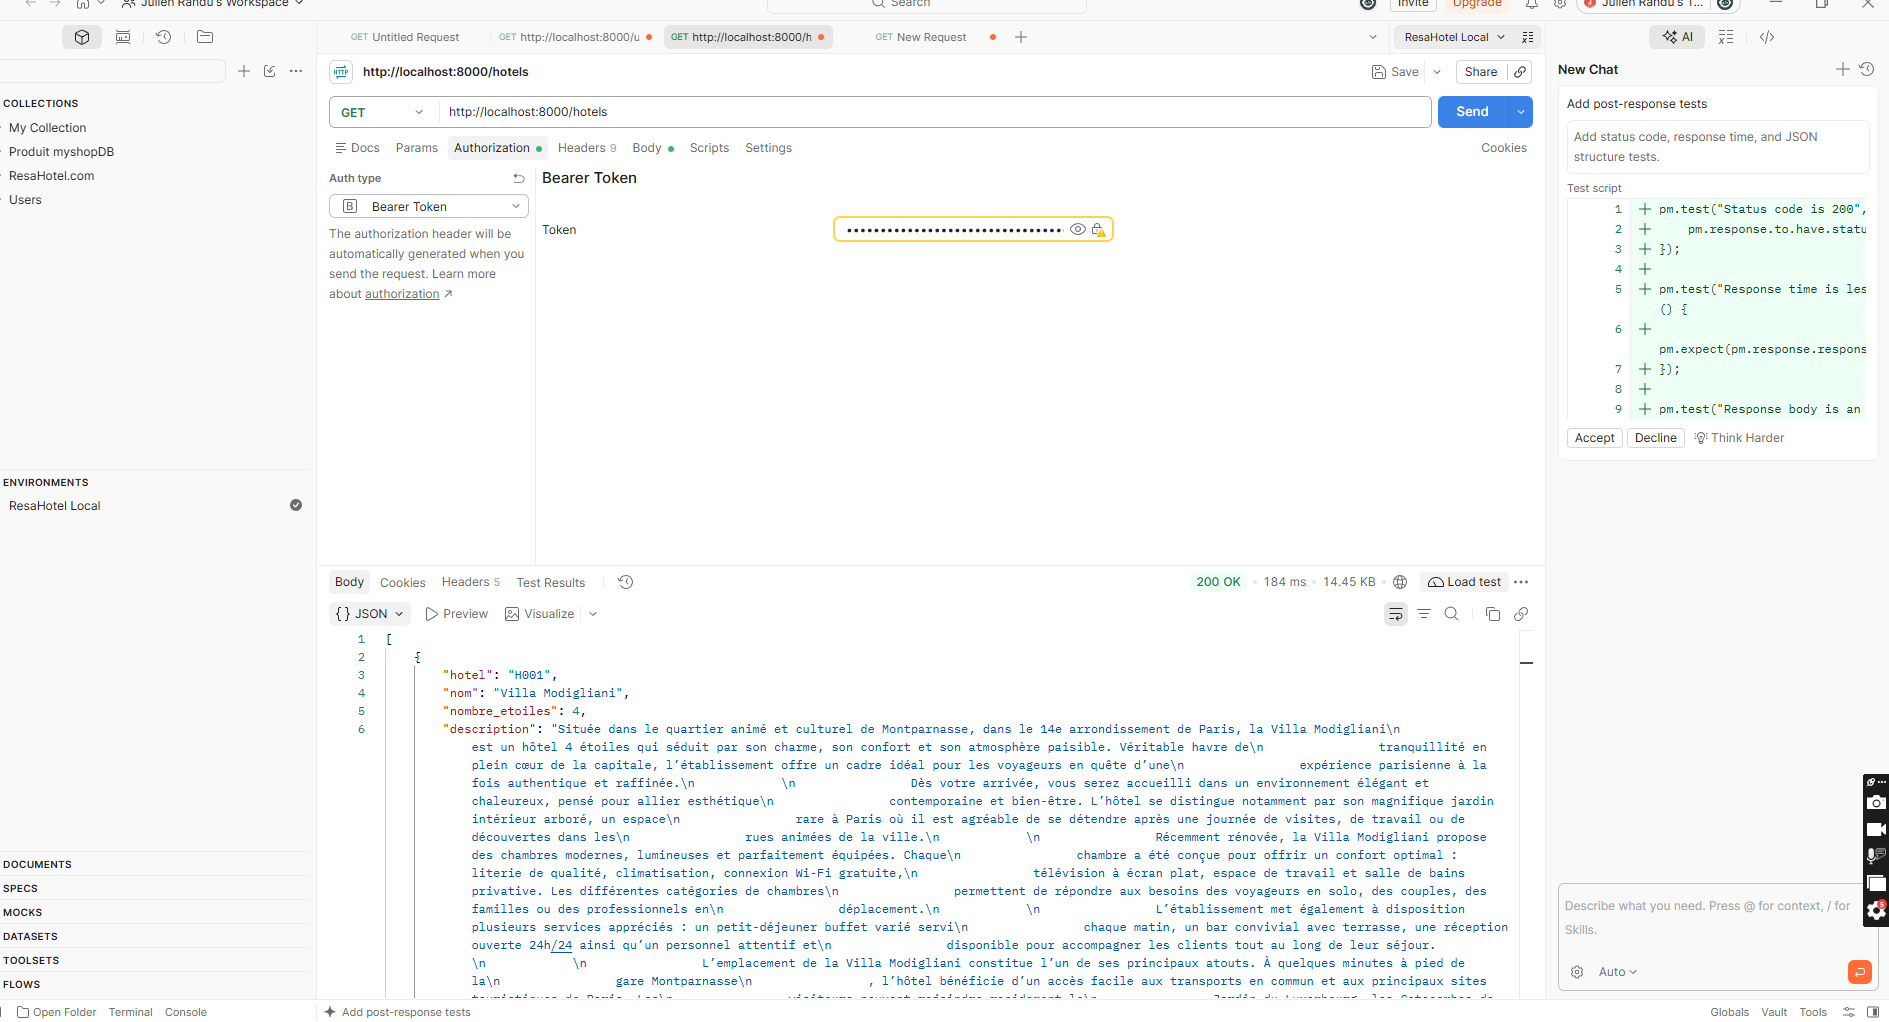 Julien Randu's Workspace
Search
Invite
Upgrade
Julien Randu's T...
GET Untitled Request
GET http://localhost:8000/u
GET http://localhost:8000/h
GET New Request
ResaHotel Local
AI
HTTP http://localhost:8000/hotels
Save
Share
New Chat
COLLECTIONS
My Collection
Produit myshopDB
ResaHotel.com
Users
GET
http://localhost:8000/hotels
Send
Docs
Params
Authorization
Headers 9
Body
Scripts
Settings
Cookies
Auth type
Bearer Token
The authorization header will be
automatically generated when you
send the request. Learn more
about authorization ↗
Bearer Token
Token
Add post-response tests
Add status code, response time, and JSON
structure tests.
Test script
1 + pm.test("Status code is 200",
2 + pm.response.to.have.statu
3 + });
4 +
5 + pm.test("Response time is les
() {
6 +
pm.expect(pm.response.respons
7 + });
8 +
9 + pm.test("Response body is an
Accept
Decline
Think Harder
ENVIRONMENTS
ResaHotel Local
Body
Cookies
Headers 5
Test Results
200 OK
184 ms
14.45 KB
Load test
{} JSON
Preview
Visualize
1 [
2 {
3 "hotel": "H001",
4 "nom": "Villa Modigliani",
5 "nombre_etoiles": 4,
6 "description": "Située dans le quartier animé et culturel de Montparnasse, dans le 14e arrondissement de Paris, la Villa Modigliani\n
est un hôtel 4 étoiles qui séduit par son charme, son confort et son atmosphère paisible. Véritable havre de\n tranquillité en
plein cœur de la capitale, l’établissement offre un cadre idéal pour les voyageurs en quête d’une\n expérience parisienne à la
fois authentique et raffinée.\n \n Dès votre arrivée, vous serez accueilli dans un environnement élégant et
chaleureux, pensé pour allier esthétique\n contemporaine et bien-être. L’hôtel se distingue notamment par son magnifique jardin
intérieur arboré, un espace\n rare à Paris où il est agréable de se détendre après une journée de visites, de travail ou de
découvertes dans les\n rues animées de la ville.\n \n Récemment rénovée, la Villa Modigliani propose
des chambres modernes, lumineuses et parfaitement équipées. Chaque\n chambre a été conçue pour offrir un confort optimal :
literie de qualité, climatisation, connexion Wi-Fi gratuite,\n télévision à écran plat, espace de travail et salle de bains
privative. Les différentes catégories de chambres\n permettent de répondre aux besoins des voyageurs en solo, des couples, des
familles ou des professionnels en\n déplacement.\n \n L’établissement met également à disposition
plusieurs services appréciés : un petit-déjeuner buffet varié servi\n chaque matin, un bar convivial avec terrasse, une réception
ouverte 24h/24 ainsi qu’un personnel attentif et\n disponible pour accompagner les clients tout au long de leur séjour.
\n \n L’emplacement de la Villa Modigliani constitue l’un de ses principaux atouts. À quelques minutes à pied de
la\n gare Montparnasse\n , l’hôtel bénéficie d’un accès facile aux transports en commun et aux principaux sites
touristiques de Paris. Les\n visiteurs peuvent rejoindre rapidement le\n Jardin du Luxembourg, les Catacombes de
DOCUMENTS
SPECS
MOCKS
DATASETS
TOOLSETS
FLOWS
Describe what you need. Press @ for context, / for
Skills.
Auto
5
Open Folder
Terminal
Console
Add post-response tests
Globals
Vault
Tools